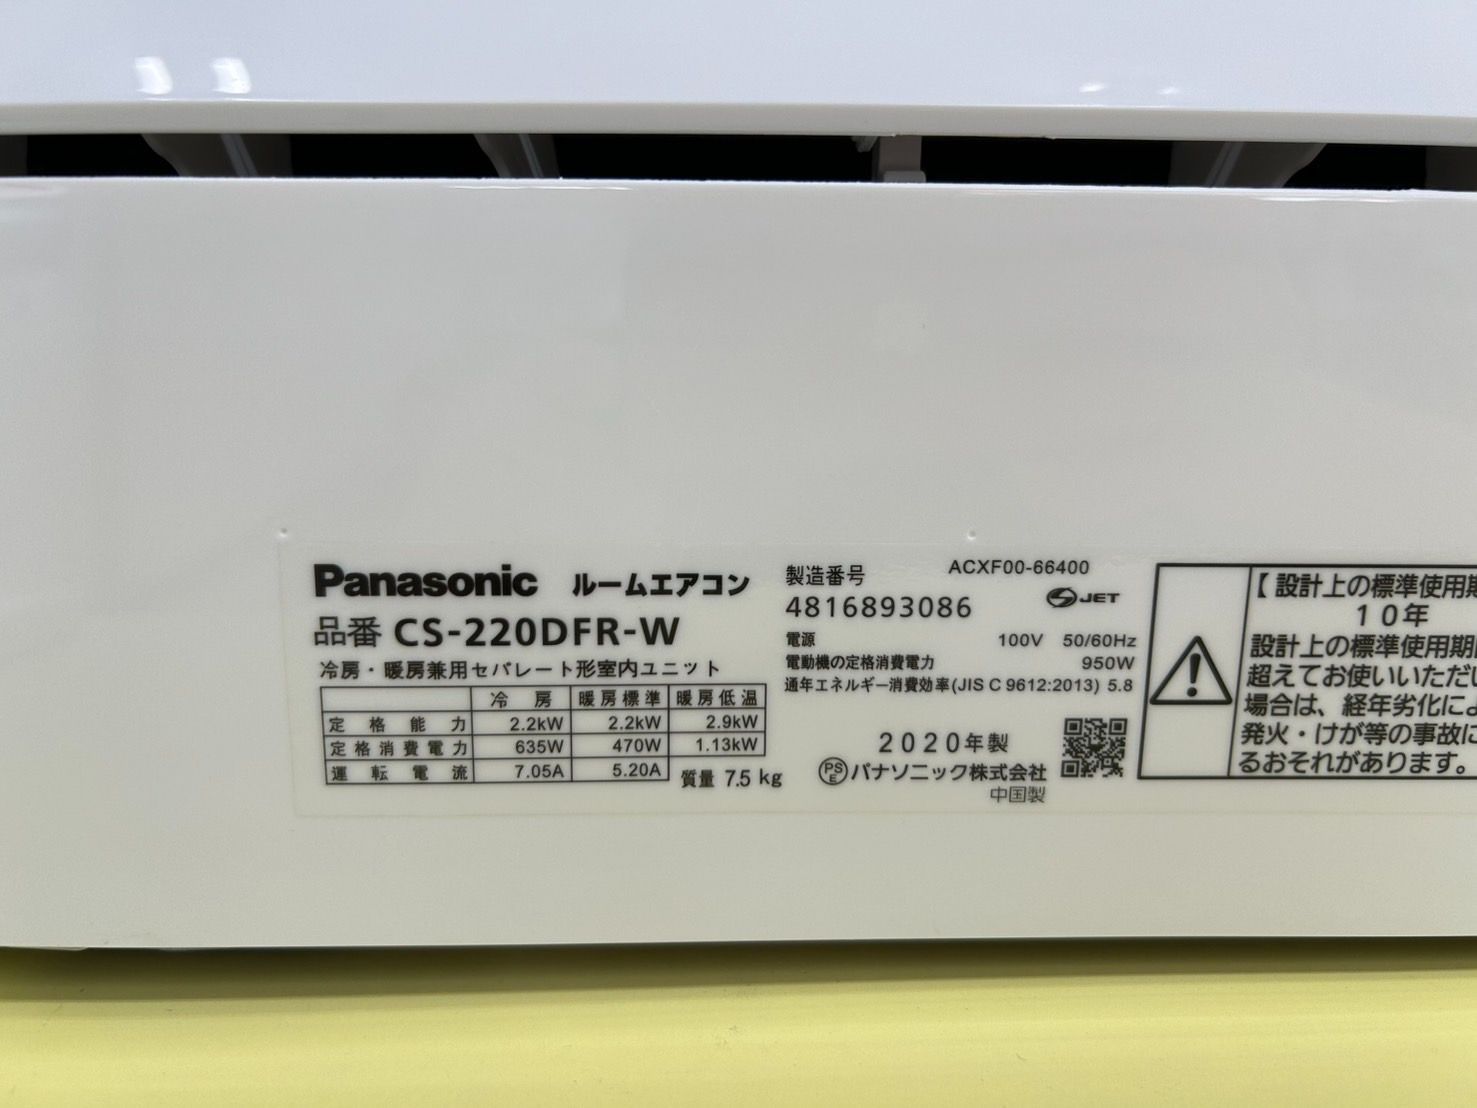 Panasonic ルームエアコン
品番 CS-220DFR-W
冷房・暖房兼用セパレート形室内ユニット
冷房 暖房標準 暖房低温
定格能力 2.2kW 2.2kW 2.9kW
定格消費電力 635W 470W 1.13kW
運転電流 7.05A 5.20A
質量 7.5 kg
製造番号 ACXF00-66400
4816893086 JET
電源 100V 50/60Hz
電動機の定格消費電力 950W
通年エネルギー消費効率(JIS C 9612:2013) 5.8
2020年製
PSE パナソニック株式会社
中国製
【設計上の標準使用期
10年
設計上の標準使用期
超えてお使いいただい
場合は、経年劣化によ
発火・けが等の事故に
るおそれがあります。